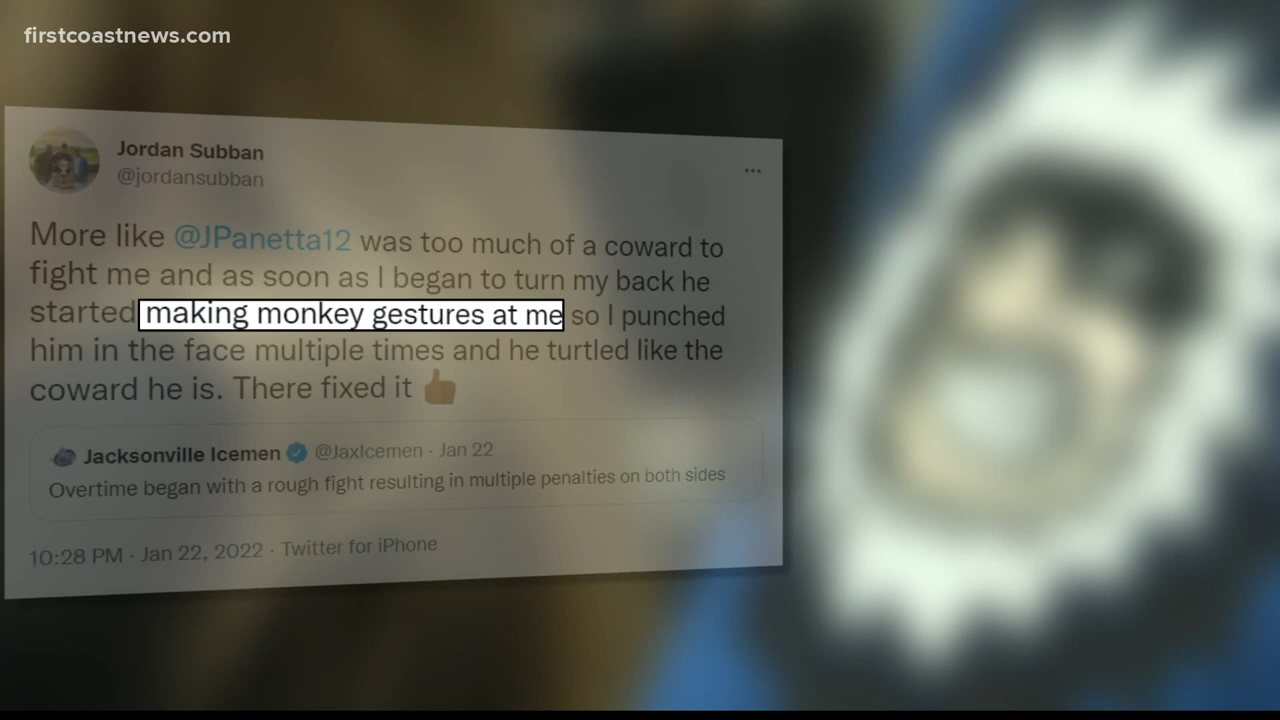 firstcoastnews.com
Jordan Subban
@jordansubban
More like @JPanetta12 was too much of a coward to
fight me and as soon as I began to turn my back he
started making monkey gestures at me so I punched
him in the face multiple times and he turtled like the
coward he is. There fixed it 👍🏽
Jacksonville Icemen @JaxIcemen · Jan 22
Overtime began with a rough fight resulting in multiple penalties on both sides
10:28 PM · Jan 22, 2022 · Twitter for iPhone